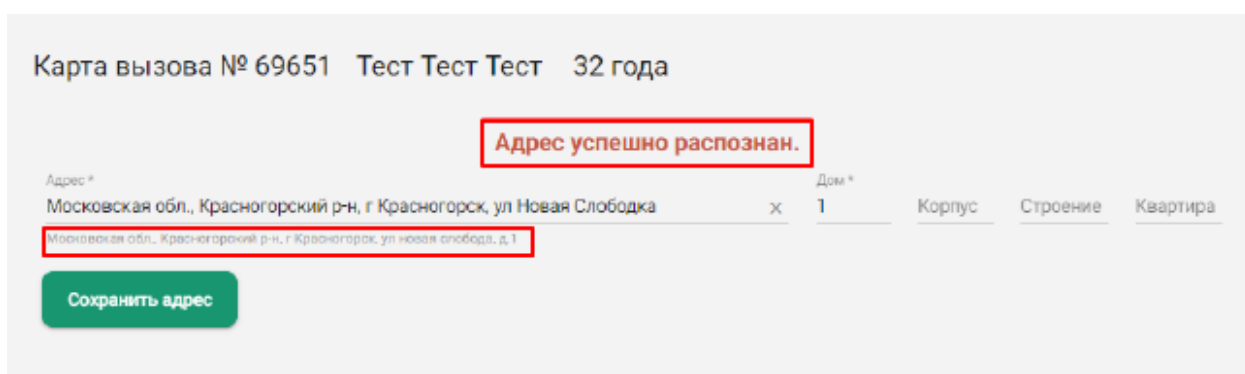 Карта вызова № 69651 Тест Тест Тест 32 года
Адрес успешно распознан.
Адрес * Дом *
Московская обл., Красногорский р-н, г Красногорск, ул Новая Слободка × 1 Корпус Строение Квартира
Московская обл., Красногорский р-н, г Красногорск, ул новая слобода, д.1
Сохранить адрес